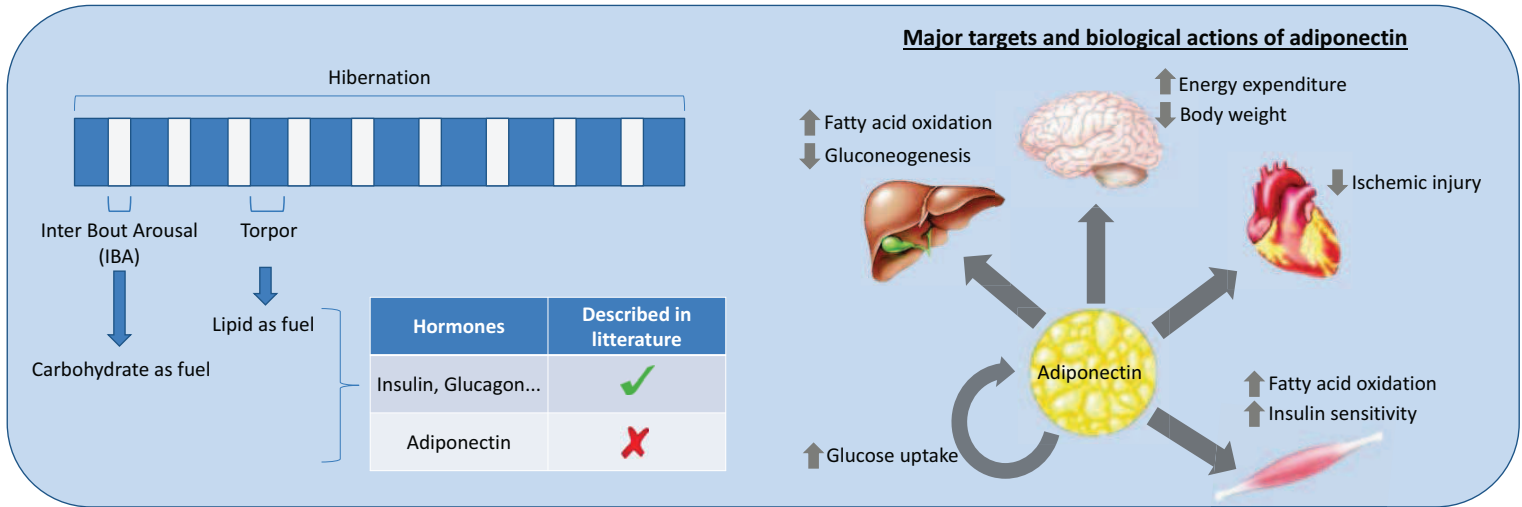 Hibernation
Inter Bout Arousal
(IBA)
Torpor
Carbohydrate as fuel
Lipid as fuel
Hormones
Described in
litterature
Insulin, Glucagon...
Adiponectin
Major targets and biological actions of adiponectin
Fatty acid oxidation
Gluconeogenesis
Energy expenditure
Body weight
Ischemic injury
Adiponectin
Glucose uptake
Fatty acid oxidation
Insulin sensitivity